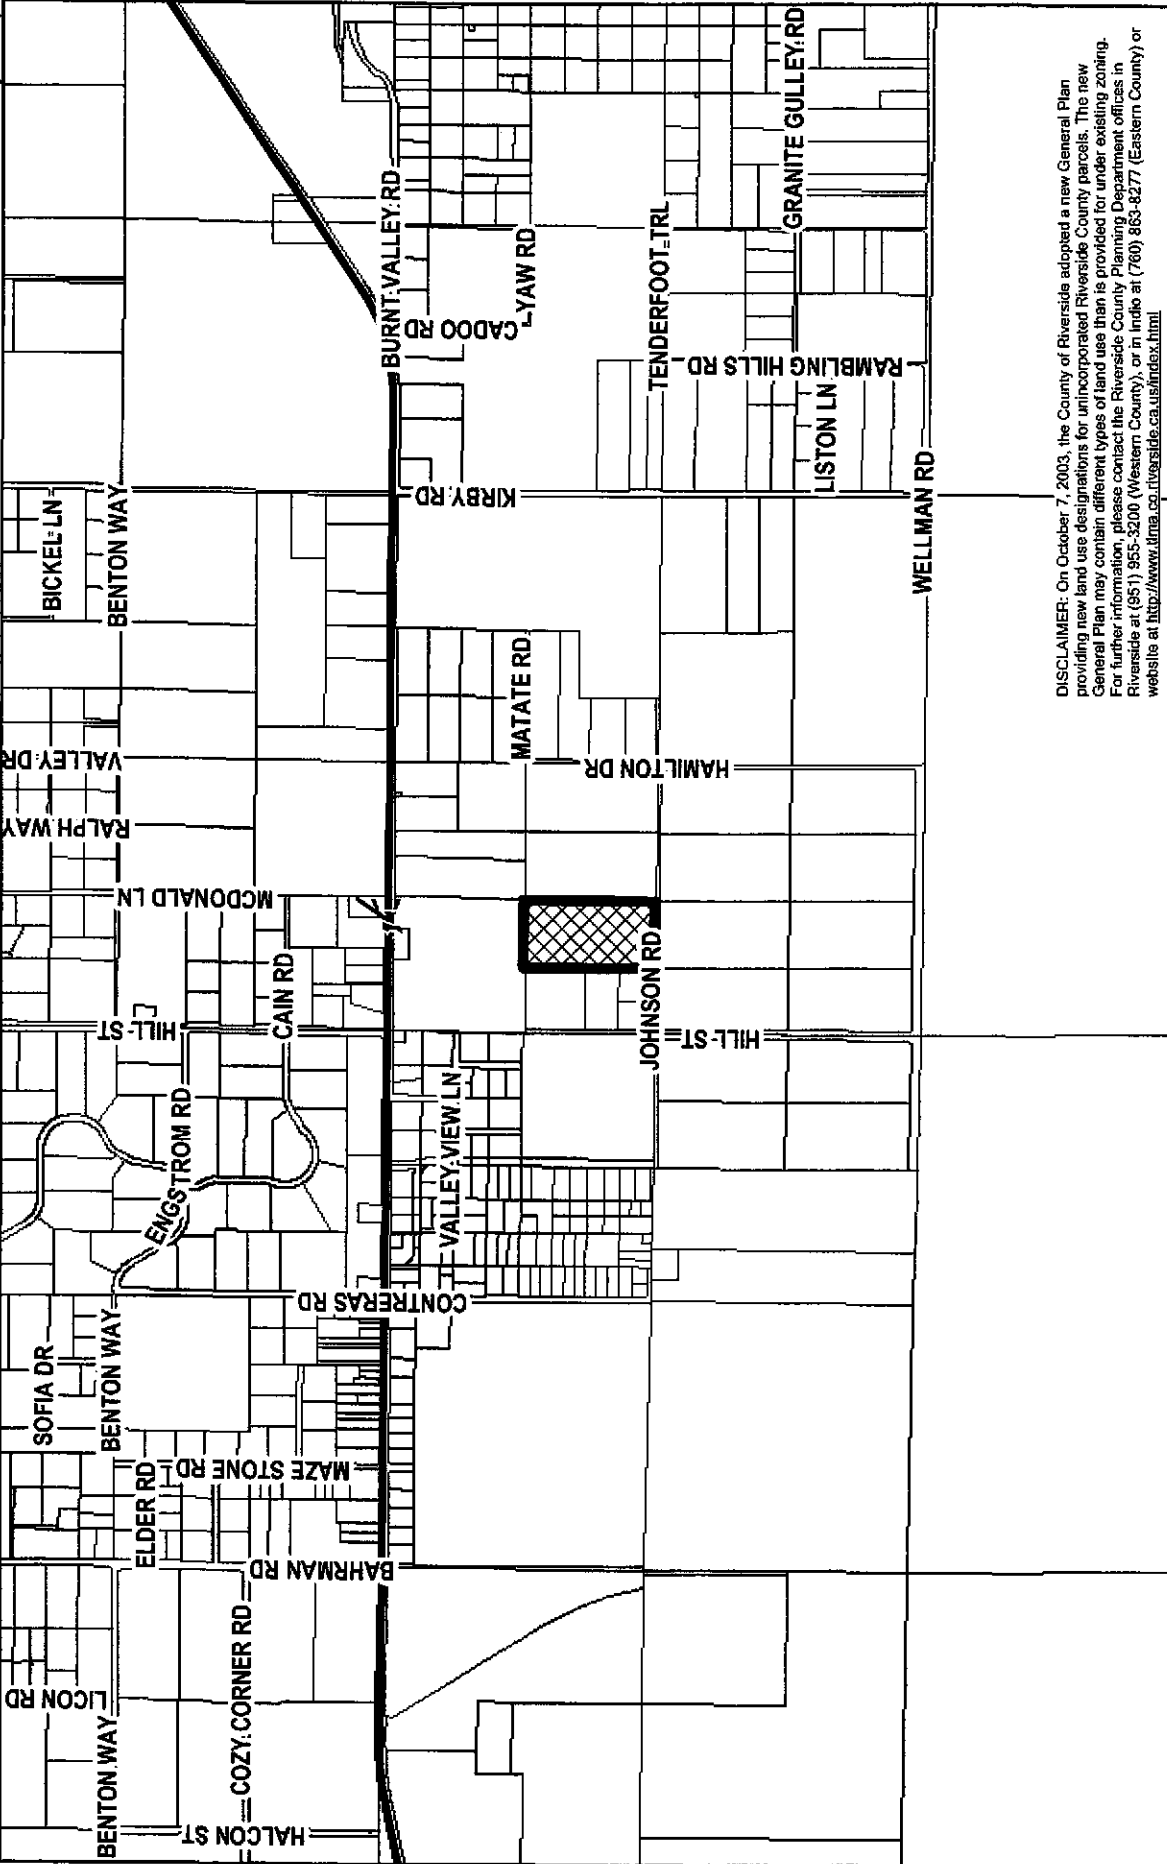 HALCON ST
BENTON WAY
COZY CORNER RD
LICON RD
BAHRMAN RD
ELDER RD
MAZE STONE RD
SOFIA DR
BENTON WAY
CONTRERAS RD
ENGSTROM RD
VALLEY VIEW LN
HILL ST
CAIN RD
HILL ST
JOHNSON RD
MCDONALD LN
RALPH WAY
VALLEY DR
HAMILTON DR
MATATE RD
BICKEL LN
BENTON WAY
KIRBY RD
WELLMAN RD
LISTON LN
RAMBLING HILLS RD
TENDERFOOT TRL
CADOO RD
YAW RD
BURNT VALLEY RD
GRANITE GULLEY RD
DISCLAIMER: On October 7, 2003, the County of Riverside adopted a new General Plan
providing new land use designations for unincorporated Riverside County parcels. The new
General Plan may contain different types of land use than is provided for under existing zoning.
For further information, please contact the Riverside County Planning Department offices in
Riverside at (951) 955-3200 (Western County), or in Indio at (760) 863-8277 (Eastern County) or
website at http://www.tlma.co.riverside.ca.us/index.html